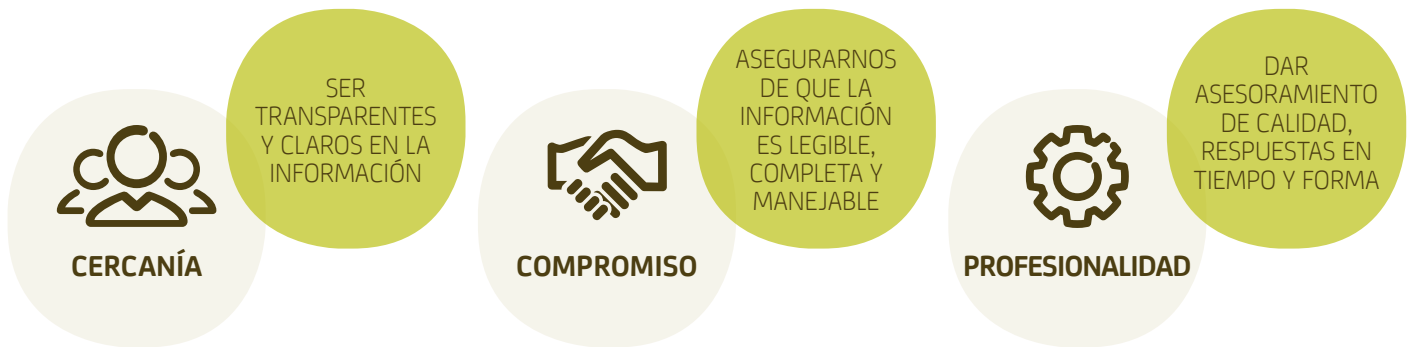 SER
TRANSPARENTES
Y CLAROS EN LA
INFORMACIÓN
CERCANÍA
ASEGURARNOS
DE QUE LA
INFORMACIÓN
ES LEGIBLE,
COMPLETA Y
MANEJABLE
COMPROMISO
DAR
ASESORAMIENTO
DE CALIDAD,
RESPUESTAS EN
TIEMPO Y FORMA
PROFESIONALIDAD